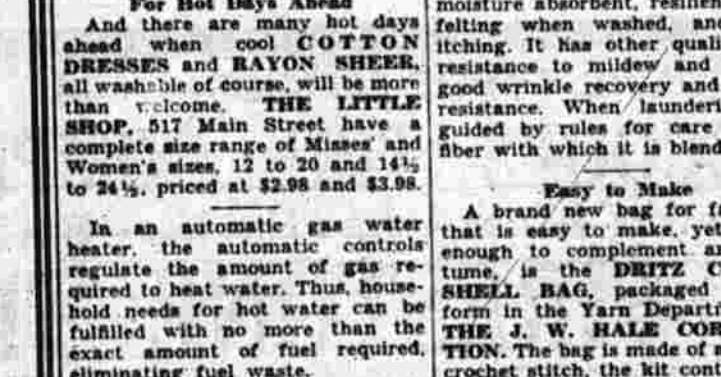 For Hot Days Ahead
And there are many hot days
ahead when cool COTTON
DRESSES and RAYON SHEER,
all washable of course, will be more
than welcome. THE LITTLE
SHOP, 517 Main Street have a
complete size range of Misses' and
Women's sizes, 12 to 20 and 14½
to 24½, priced at $2.98 and $3.98.
In an automatic gas water
heater, the automatic controls
regulate the amount of gas re-
quired to heat water. Thus, house-
hold needs for hot water can be
fulfilled with no more than the
exact amount of fuel required,
eliminating fuel waste.
moisture absorbent, resilien
felting when washed, an
itching. It has other quali
resistance to mildew and
good wrinkle recovery and
resistance. When launderi
guided by rules for care
fiber with which it is blend
Easy to Make
A brand new bag for f
that is easy to make, yet
enough to complement a
tume, is the DRITZ C
SHELL BAG, packaged
form in the Yarn Departm
THE J. W. HALE COR
TION. The bag is made of
crochet stitch, the kit cont